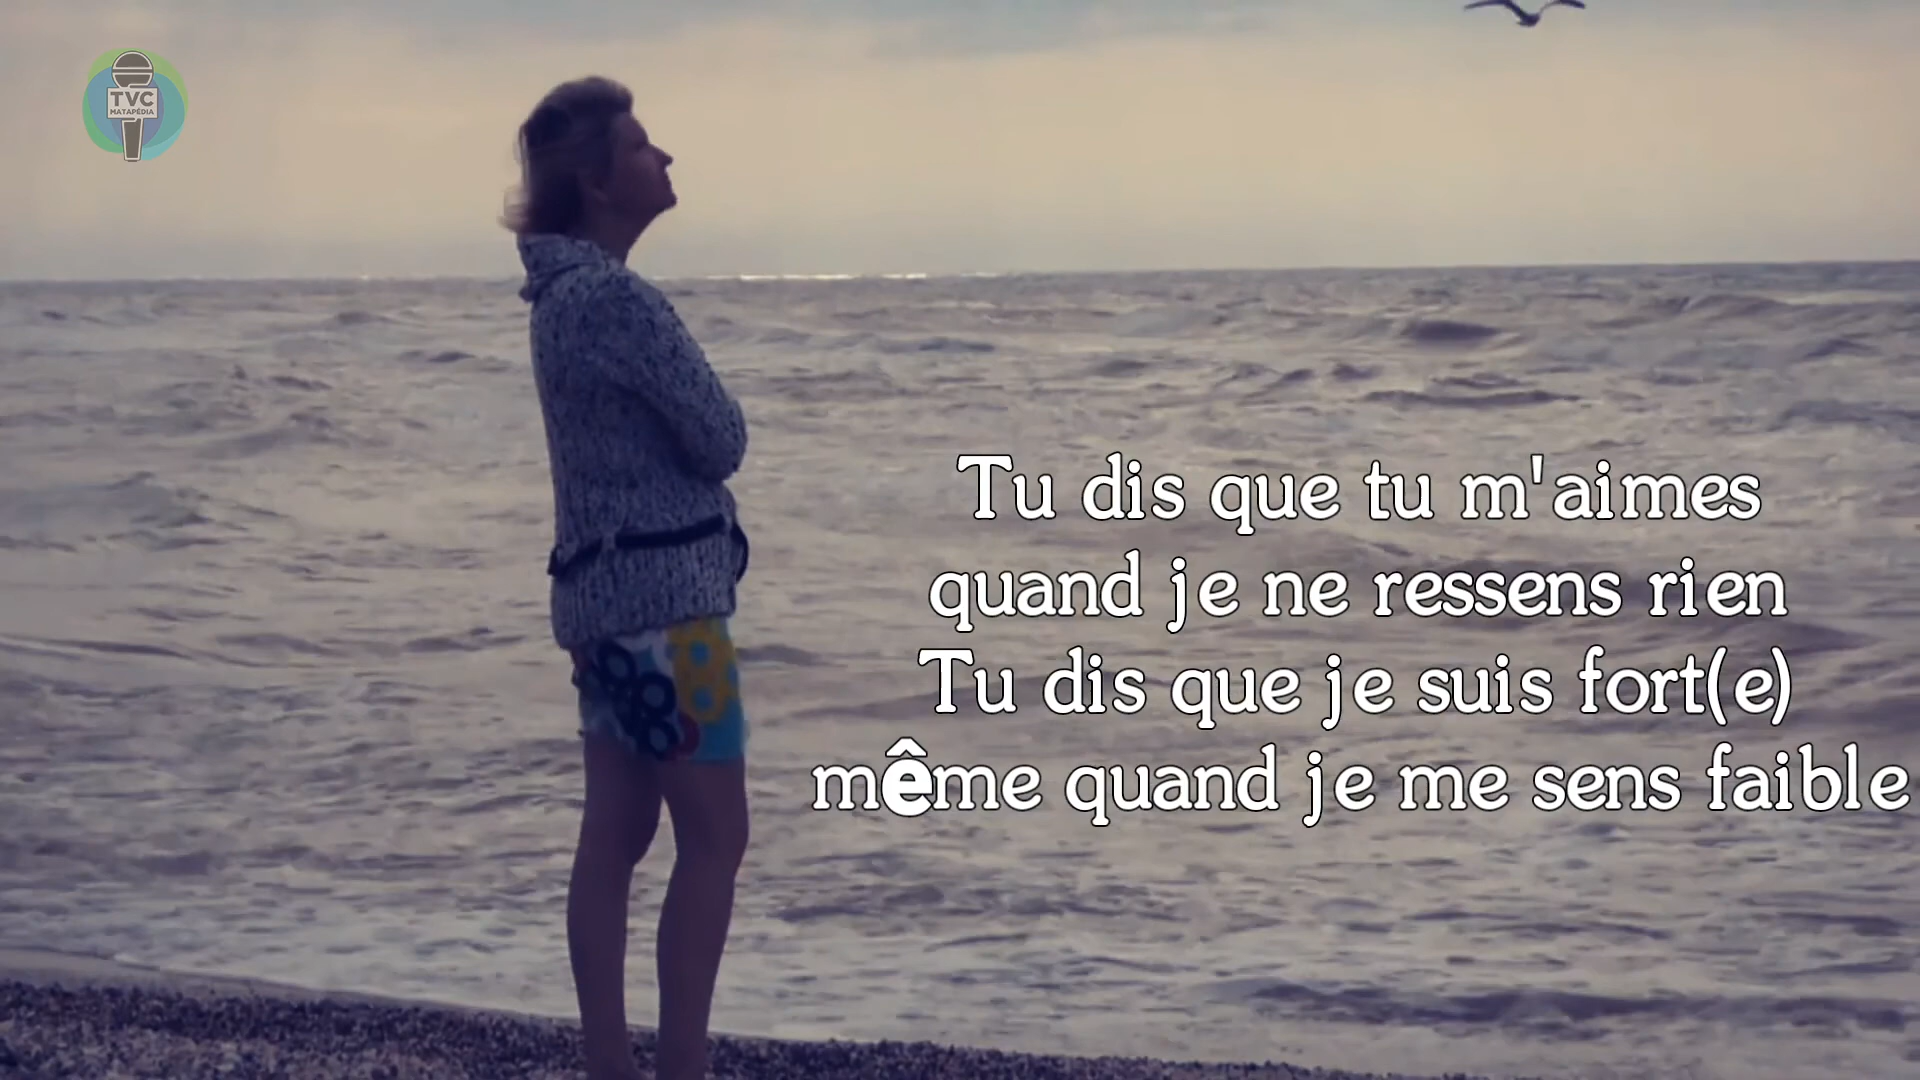 TVC
MATAPÉDIA
Tu dis que tu m'aimes
quand je ne ressens rien
Tu dis que je suis fort(e)
même quand je me sens faible